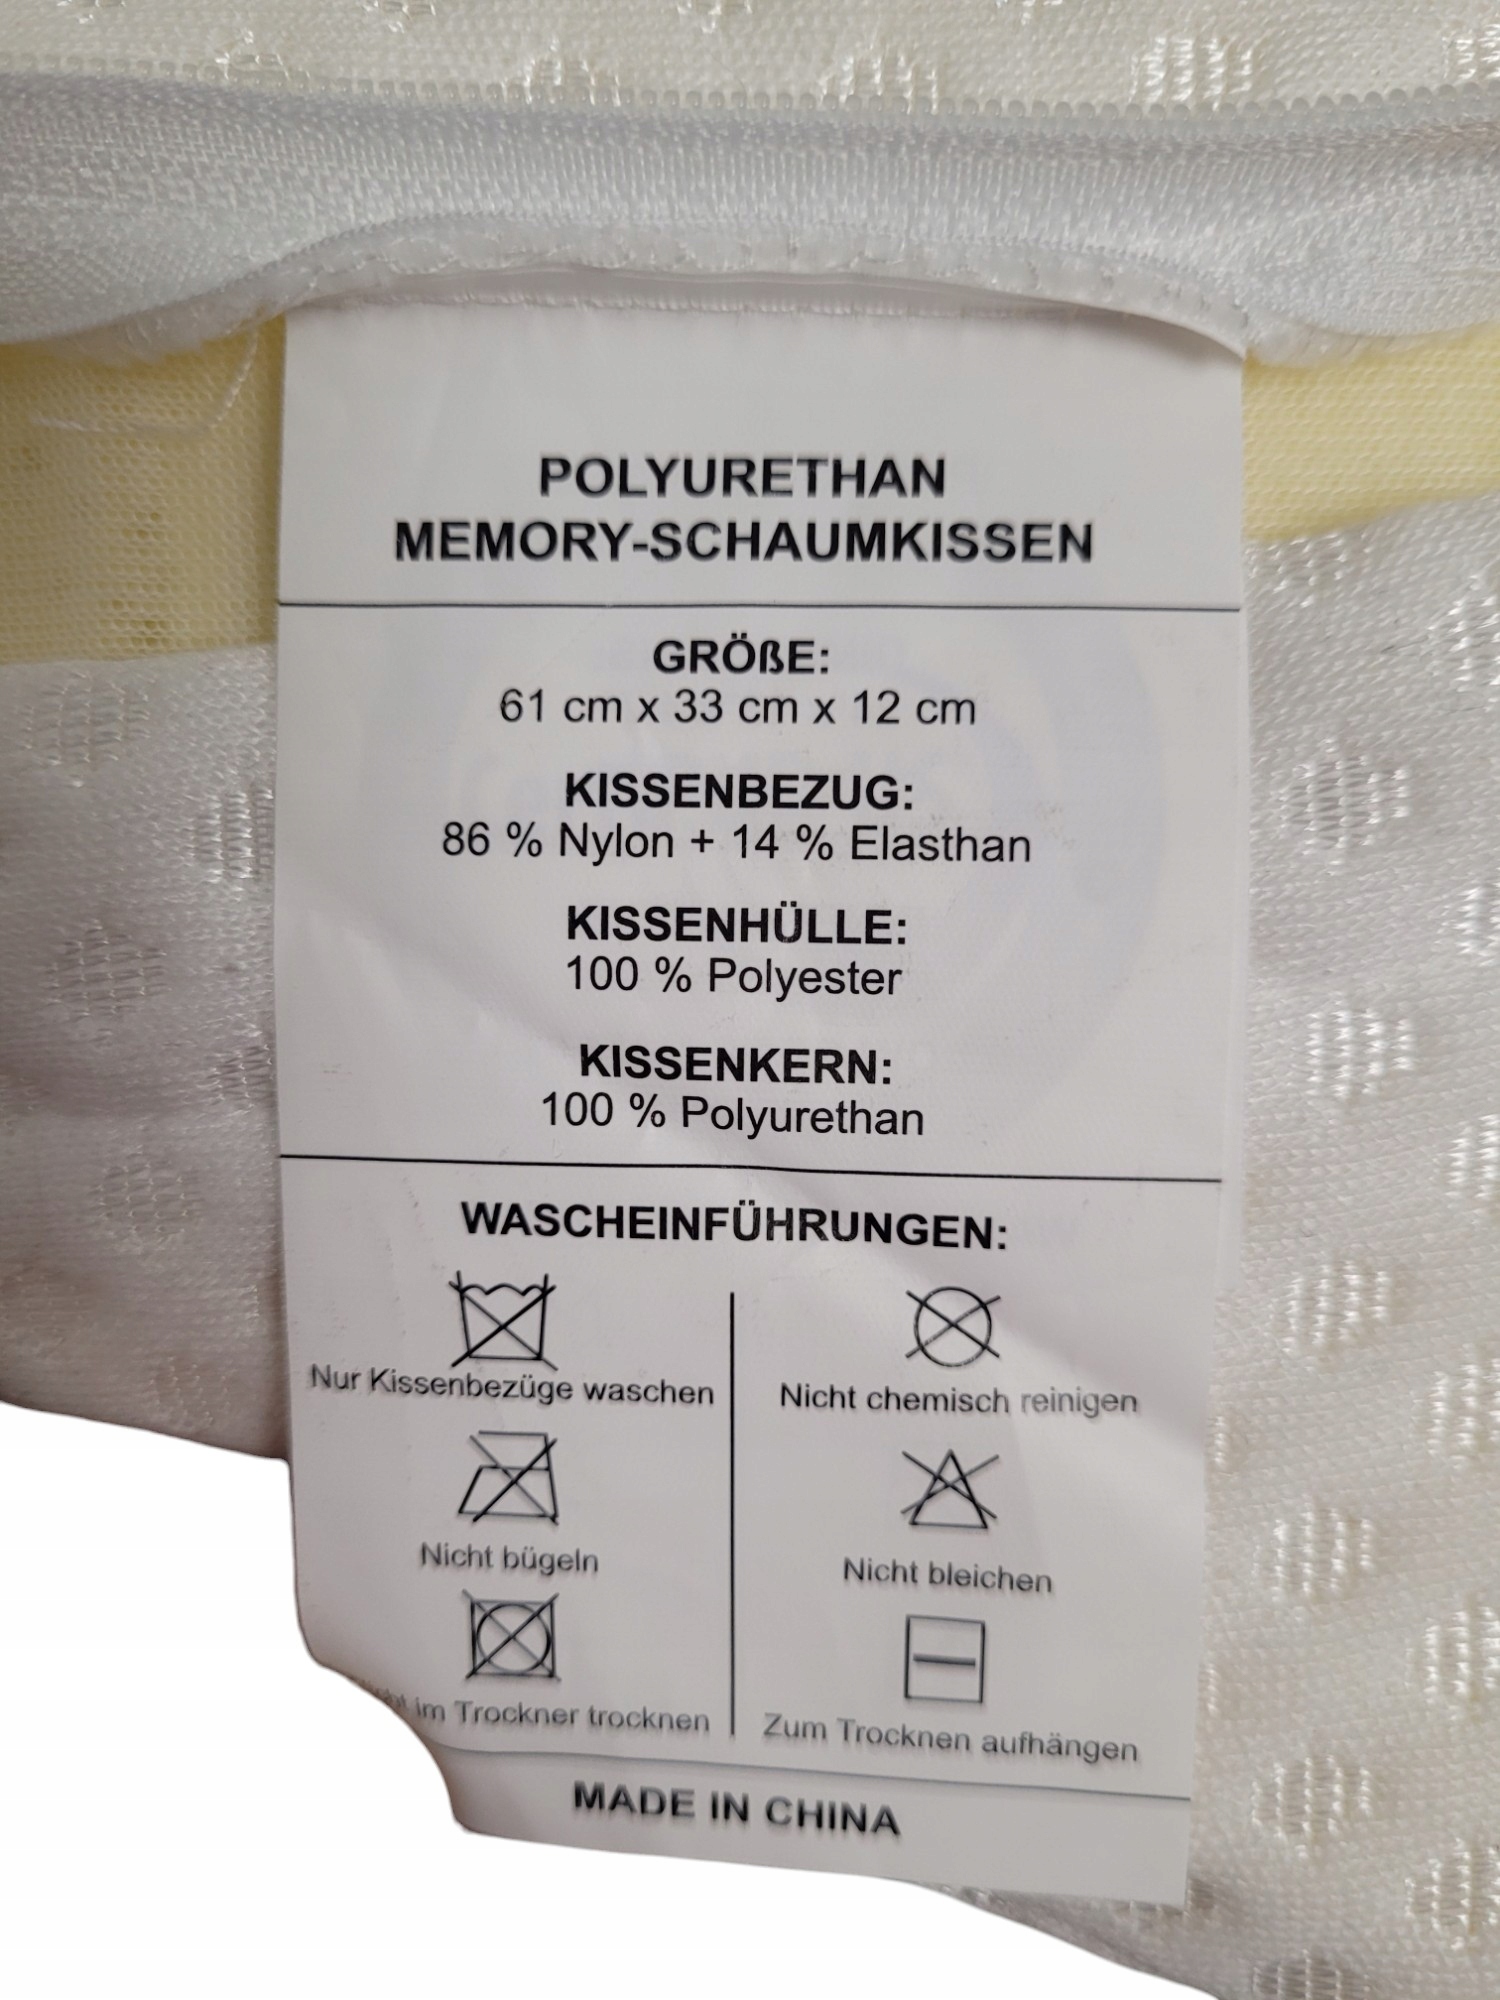 POLYURETHAN
MEMORY-SCHAUMKISSEN
GRÖßE:
61 cm x 33 cm x 12 cm
KISSENBEZUG:
86 % Nylon + 14 % Elasthan
KISSENHÜLLE:
100 % Polyester
KISSENKERN:
100 % Polyurethan
WASCHEINFÜHRUNGEN:
Nur Kissenbezüge waschen
Nicht chemisch reinigen
Nicht bügeln
Nicht bleichen
im Trockner trocknen
Zum Trocknen aufhängen
MADE IN CHINA